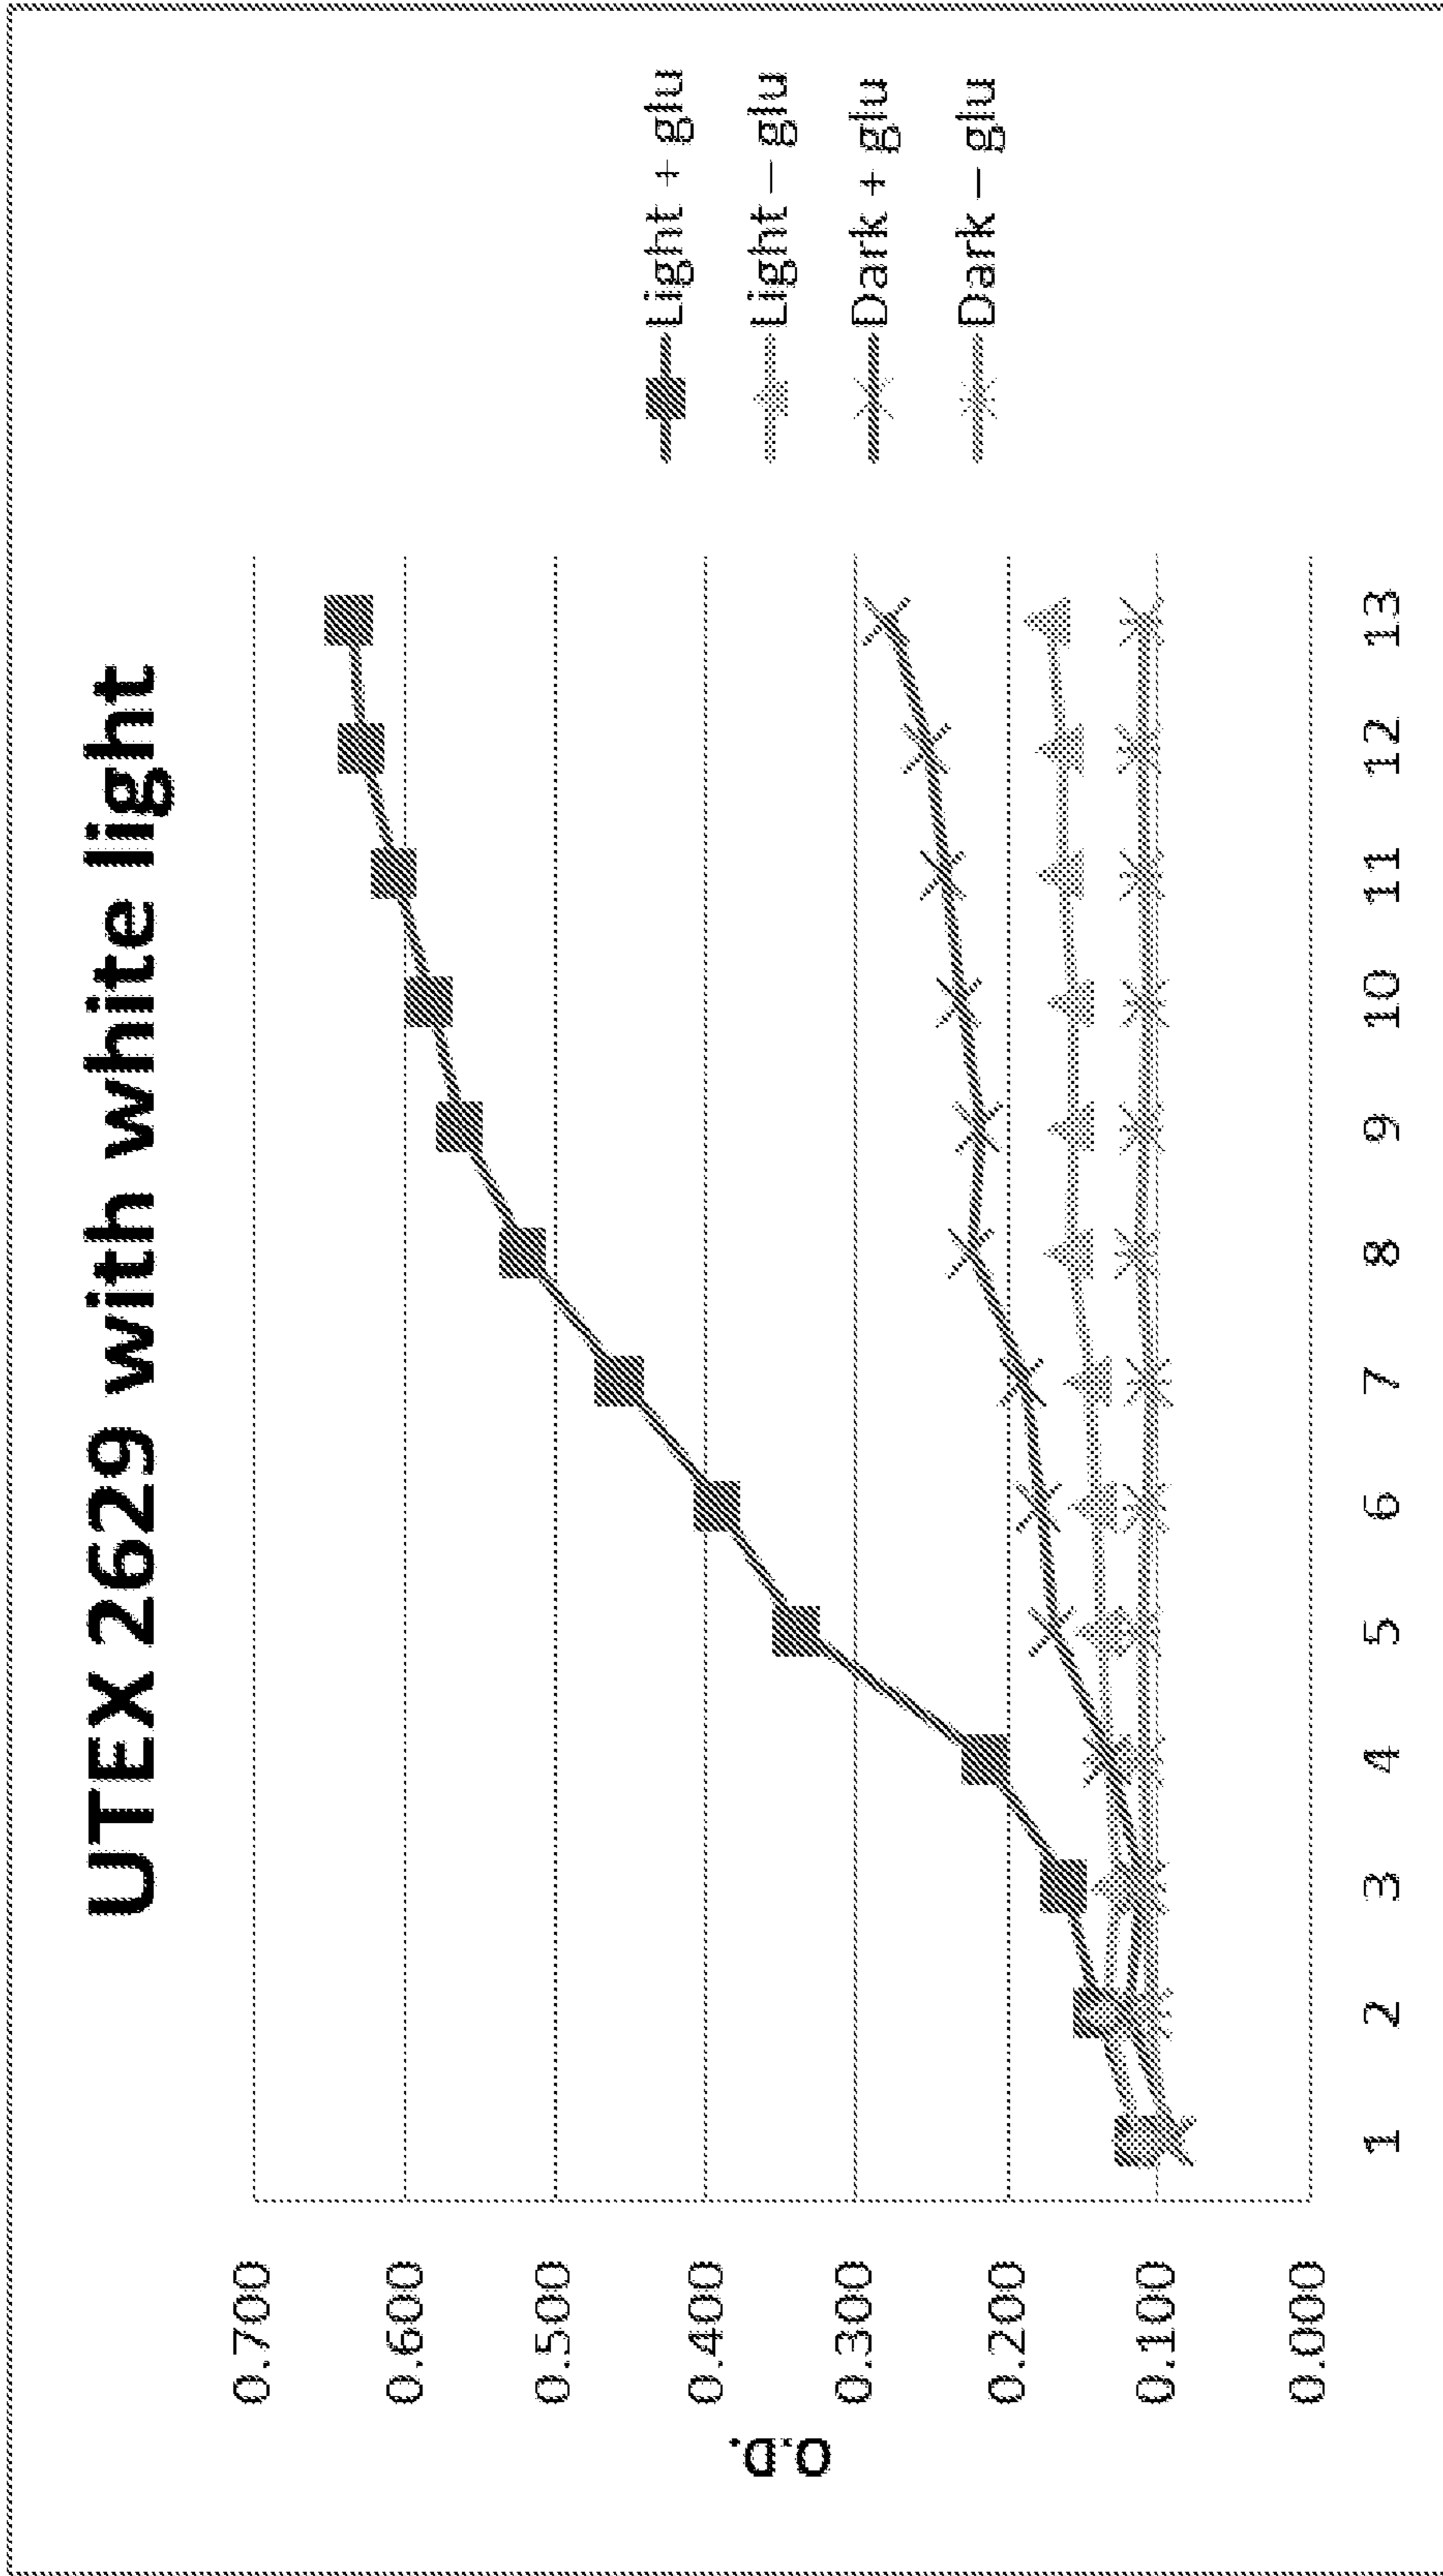 UTEX 2629 with white light
0.700
0.600
0.500
0.400
0.300
0.200
0.100
0.000
O.D.
1 2 3 4 5 6 7 8 9 10 11 12 13
Light + glu
Light – glu
Dark + glu
Dark – glu